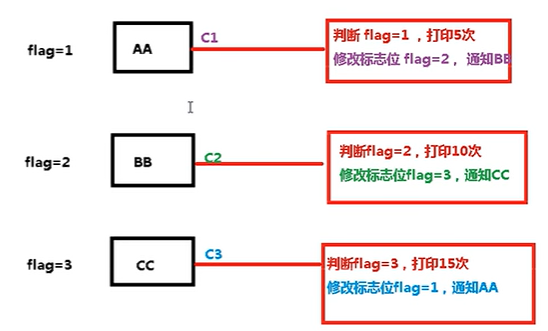 flag=1
AA
C1
判断 flag=1 ，打印5次
修改标志位 flag=2 ，通知BB
flag=2
BB
C2
判断flag=2，打印10次
修改标志位flag=3，通知CC
flag=3
CC
C3
判断flag=3，打印15次
修改标志位flag=1，通知AA